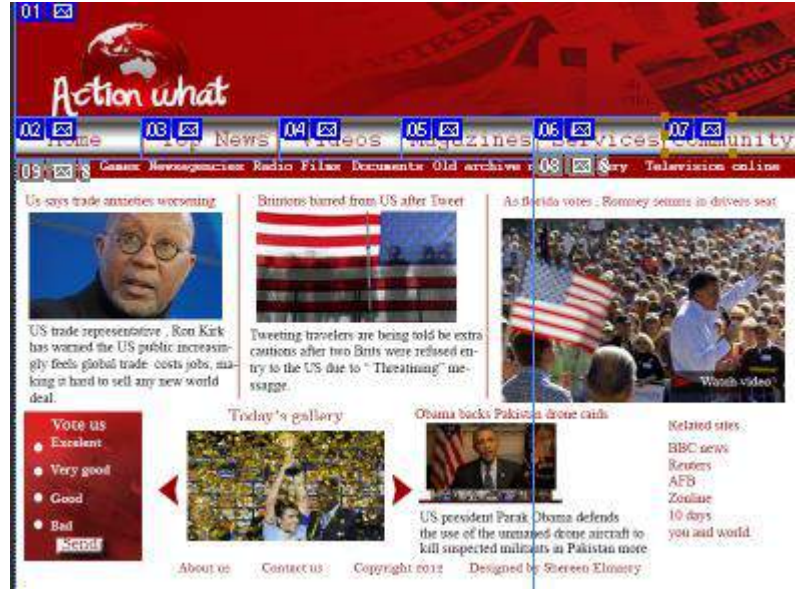 01
Action what
NYHEDS
02 03 04 05 06 07
Home Top News Videos Magazines Services Community
09 08
Games Newsagencies Radio Films Documents Old archive Television online
Us says trade anxieties worsening
Britons barred from US after Tweet
As florida votes , Romney semms in drivers seat
US trade representative , Ron Kirk
has warned the US public increasin-
gly feels global trade costs jobs, ma-
king it hard to sell any new world
deal.
Tweeting travelers are being told be extra
cautions after two Brits were refused en-
try to the US due to " Threatining" me-
ssagge.
Watch video
Vote us
Excelent
Very good
Good
Bad
Send
Today's gallery
Obama backs Pakistan drone raids
US president Parak Obama defends
the use of the unmaned drone aircraft to
kill suspected militants in Pakistan more
Related sites
BBC news
Reuters
AFB
Zonline
10 days
you and world
About us Contact us Copyright 2012 Designed by Shereen Elmasry